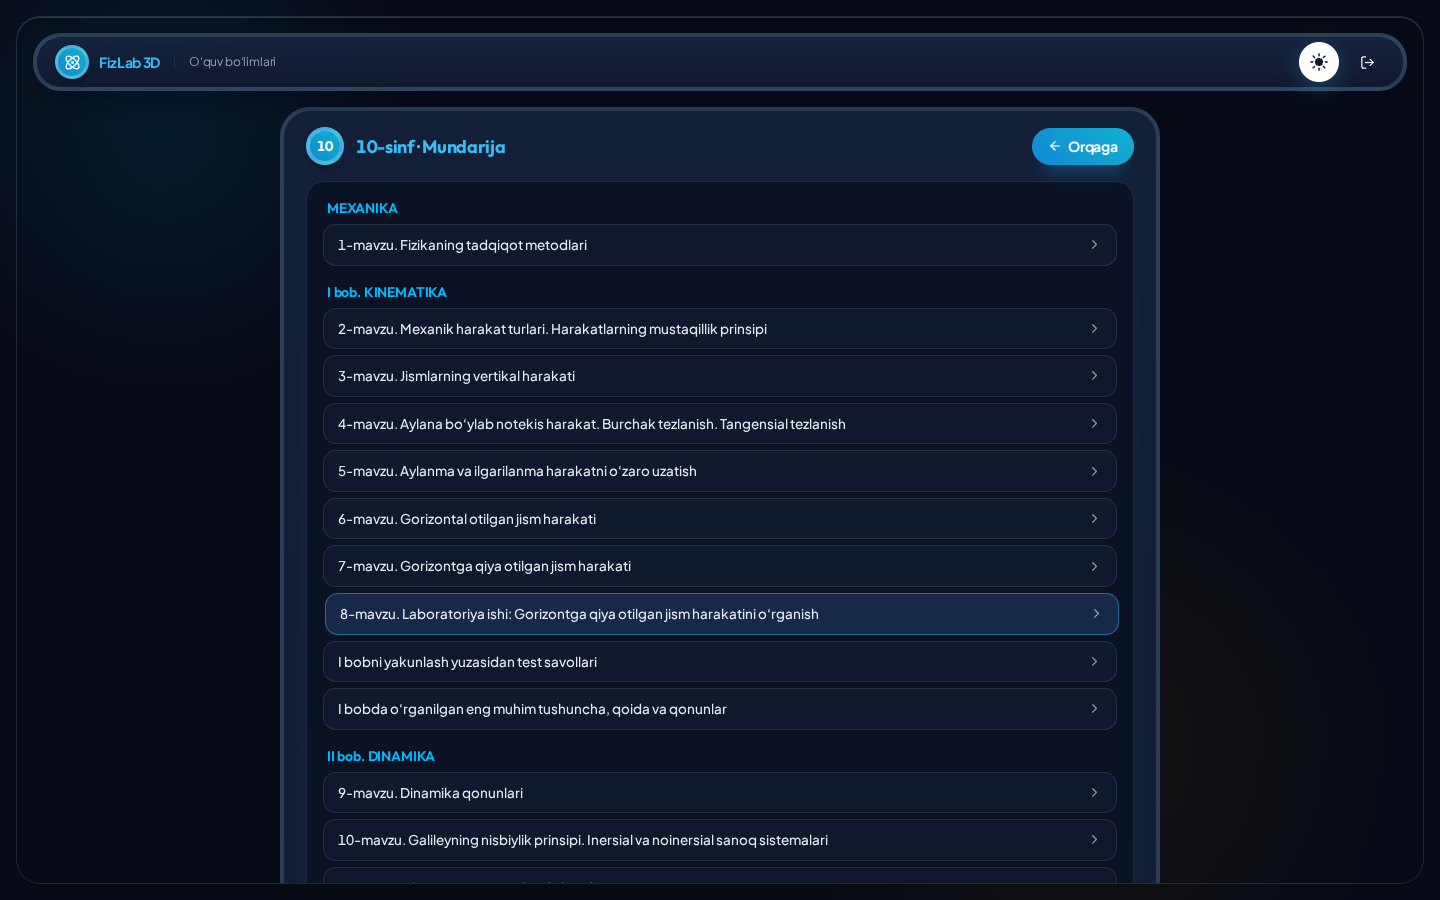 FizLab 3D
O'quv bo'limlari
10
10-sinf·Mundarija
Orqaga
MEXANIKA
1-mavzu. Fizikaning tadqiqot metodlari
I bob. KINEMATIKA
2-mavzu. Mexanik harakat turlari. Harakatlarning mustaqillik prinsipi
3-mavzu. Jismlarning vertikal harakati
4-mavzu. Aylana bo‘ylab notekis harakat. Burchak tezlanish. Tangensial tezlanish
5-mavzu. Aylanma va ilgarilanma harakatni o‘zaro uzatish
6-mavzu. Gorizontal otilgan jism harakati
7-mavzu. Gorizontga qiya otilgan jism harakati
8-mavzu. Laboratoriya ishi: Gorizontga qiya otilgan jism harakatini o‘rganish
I bobni yakunlash yuzasidan test savollari
I bobda o‘rganilgan eng muhim tushuncha, qoida va qonunlar
II bob. DINAMIKA
9-mavzu. Dinamika qonunlari
10-mavzu. Galileyning nisbiylik prinsipi. Inersial va noinersial sanoq sistemalari